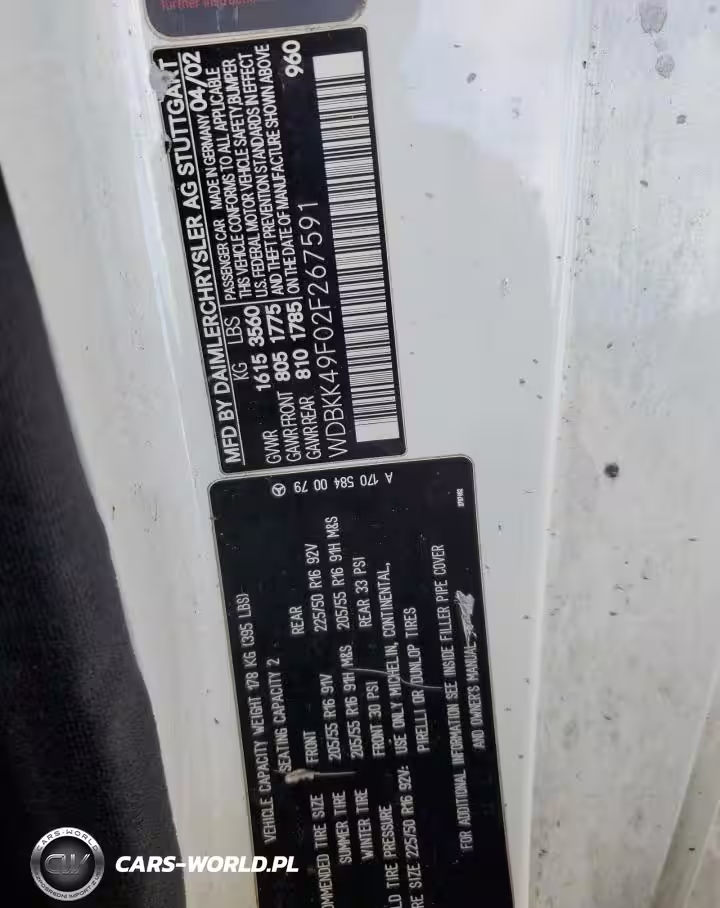 further instructions
MFD BY DAIMLERCHRYSLER AG STUTTGART
KG LBS PASSENGER CAR MADE IN GERMANY 04/02
GVWR 1615 3560 THIS VEHICLE CONFORMS TO ALL APPLICABLE
U.S. FEDERAL MOTOR VEHICLE SAFETY, BUMPER
GAWR FRONT 805 1775 AND THEFT PREVENTION STANDARDS IN EFFECT
GAWR REAR 810 1785 ON THE DATE OF MANUFACTURE SHOWN ABOVE
960
WDBKK49F02F267591
A 170 584 00 79
VEHICLE CAPACITY WEIGHT 178 KG (395 LBS)
SEATING CAPACITY 2
FRONT REAR
OMMENDED TIRE SIZE
SUMMER TIRE 205/55 R16 91V 225/50 R16 92V
WINTER TIRE 205/55 R16 91H M&S 205/55 R16 91H M&S
LD TIRE PRESSURE FRONT 30 PSI REAR 33 PSI
RE SIZE: 225/50 R16 92V: USE ONLY MICHELIN, CONTINENTAL,
PIRELLI OR DUNLOP TIRES
FOR ADDITIONAL INFORMATION SEE INSIDE FILLER PIPE COVER
AND OWNER'S MANUAL
CARS-WORLD
CW
CARS-WORLD.PL